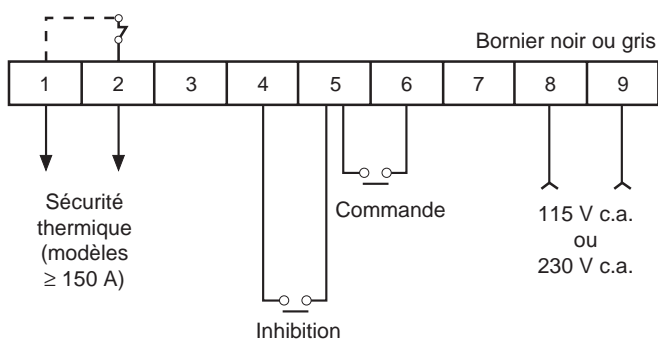 Bornier noir ou gris
1 2 3 4 5 6 7 8 9
Sécurité
thermique
(modèles
≥ 150 A)
Commande
115 V c.a.
ou
230 V c.a.
Inhibition